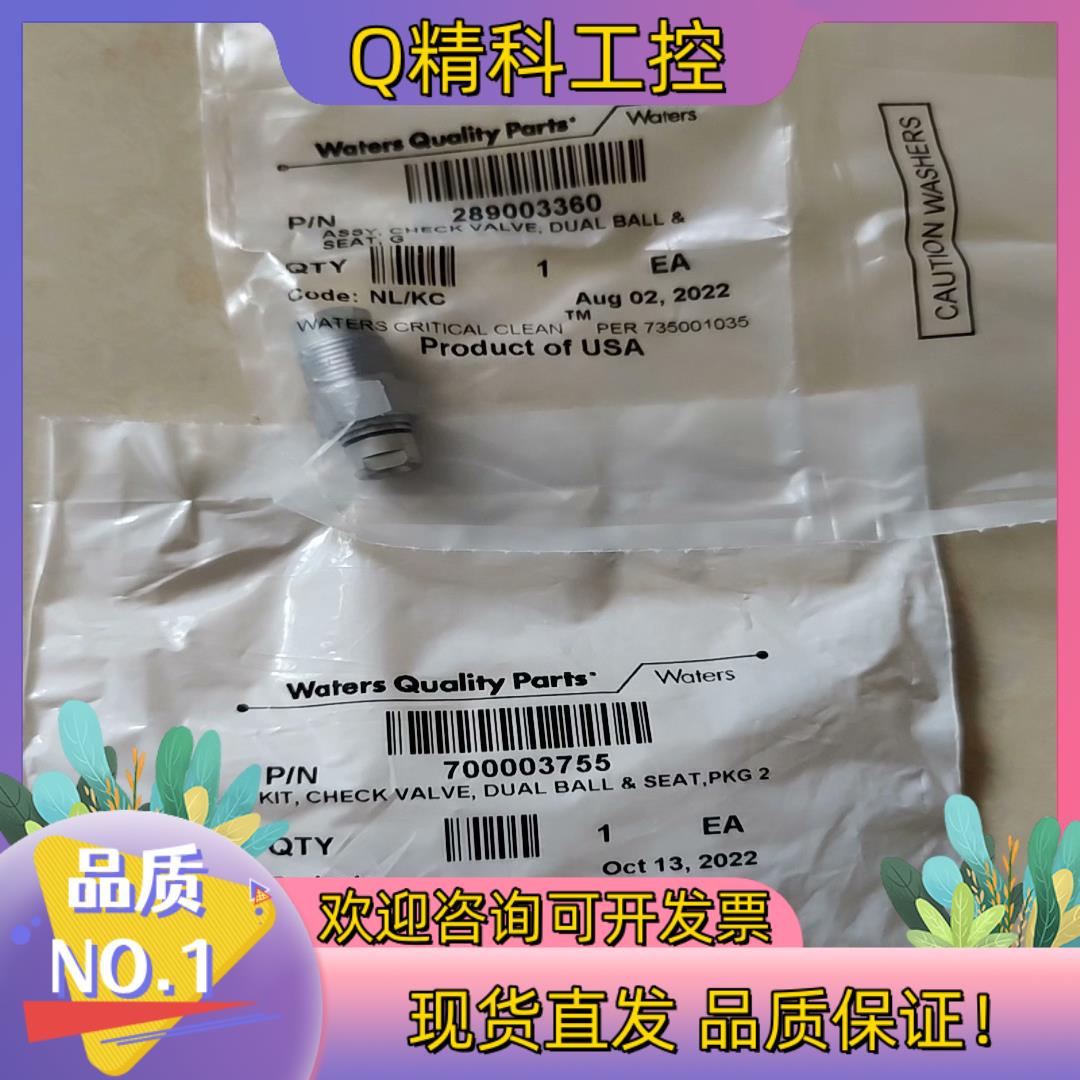 Q精科工控
Waters Quality Parts
Waters
P/N
289003360
ASSY, CHECK VALVE, DUAL BALL &
SEAT, G
QTY
1
EA
Code: NL/KC
Aug 02, 2022
WATERS CRITICAL CLEAN™ PER 735001035
Product of USA
CAUTION WASHERS
Waters Quality Parts
Waters
P/N
700003755
KIT, CHECK VALVE, DUAL BALL & SEAT,PKG 2
QTY
1
EA
Oct 13, 2022
品质
NO.1
欢迎咨询可开发票
现货直发 品质保证!